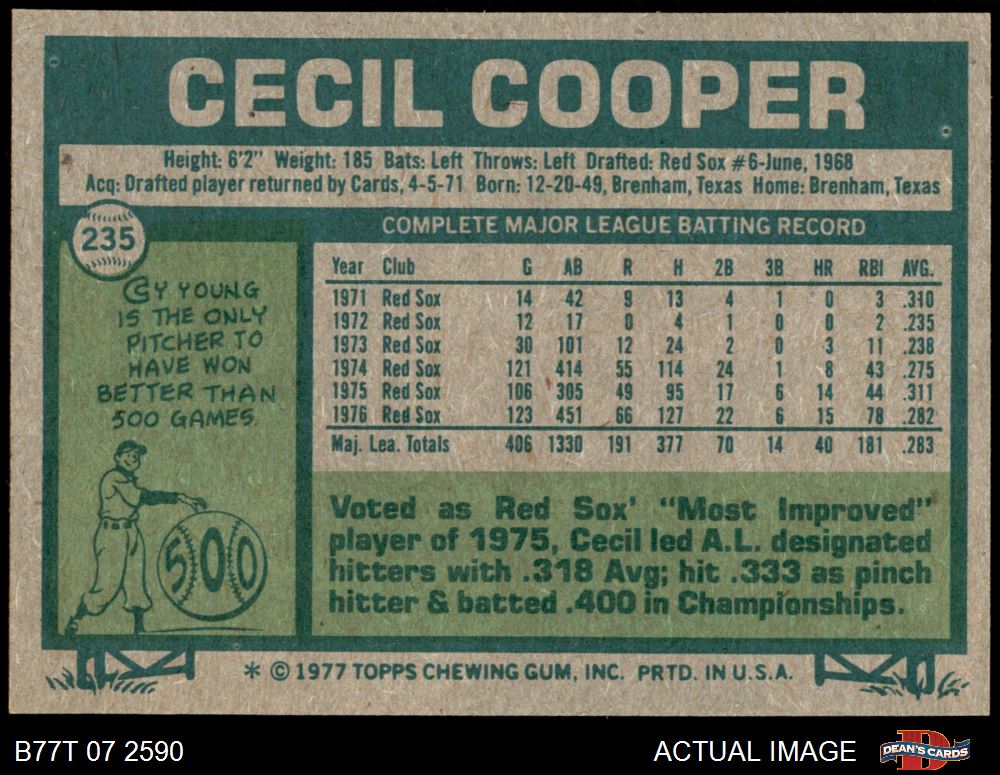 CECIL COOPER
Height: 6'2" Weight: 185 Bats: Left Throws: Left Drafted: Red Sox #6-June, 1968
Acq: Drafted player returned by Cards, 4-5-71 Born: 12-20-49, Brenham, Texas Home: Brenham, Texas
235
CY YOUNG
IS THE ONLY
PITCHER TO
HAVE WON
BETTER THAN
500 GAMES.
500
COMPLETE MAJOR LEAGUE BATTING RECORD
Year Club G AB R H 2B 3B HR RBI AVG.
1971 Red Sox 14 42 9 13 4 1 0 3 .310
1972 Red Sox 12 17 0 4 1 0 0 2 .235
1973 Red Sox 30 101 12 24 2 0 3 11 .238
1974 Red Sox 121 414 55 114 24 1 8 43 .275
1975 Red Sox 106 305 49 95 17 6 14 44 .311
1976 Red Sox 123 451 66 127 22 6 15 78 .282
Maj. Lea. Totals 406 1330 191 377 70 14 40 181 .283
Voted as Red Sox' "Most Improved"
player of 1975, Cecil led A.L. designated
hitters with .318 Avg; hit .333 as pinch
hitter & batted .400 in Championships.
* © 1977 TOPPS CHEWING GUM, INC. PRTD. IN U.S.A.
B77T 07 2590
ACTUAL IMAGE
D
DEAN'S CARDS